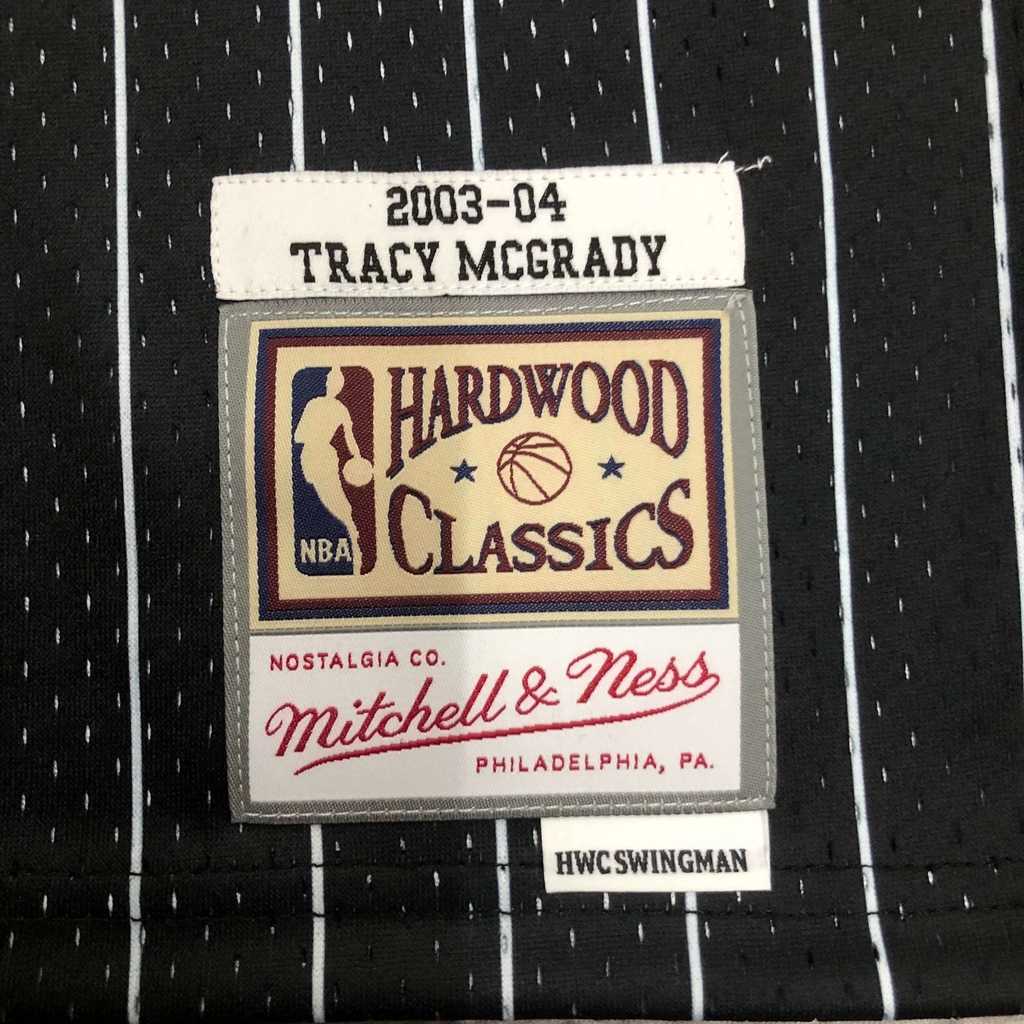 2003-04
TRACY MCGRADY
HARDWOOD
CLASSICS
NBA
NOSTALGIA CO.
Mitchell & Ness
PHILADELPHIA, PA.
HWC SWINGMAN